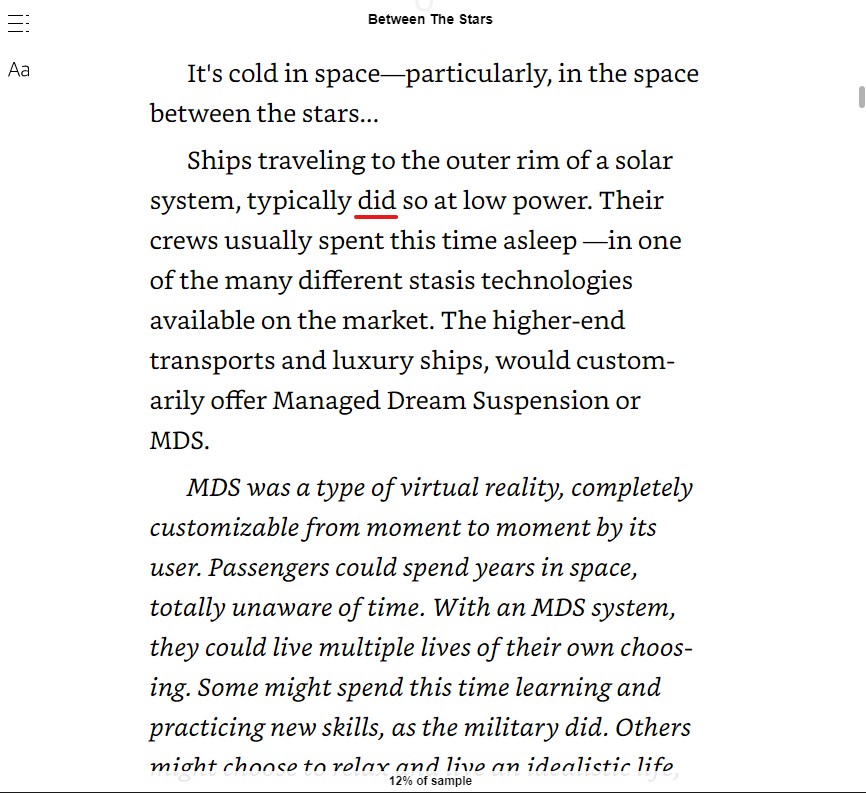 Between The Stars
Aa
It's cold in space—particularly, in the space
between the stars...
Ships traveling to the outer rim of a solar
system, typically did so at low power. Their
crews usually spent this time asleep —in one
of the many different stasis technologies
available on the market. The higher-end
transports and luxury ships, would custom-
arily offer Managed Dream Suspension or
MDS.
MDS was a type of virtual reality, completely
customizable from moment to moment by its
user. Passengers could spend years in space,
totally unaware of time. With an MDS system,
they could live multiple lives of their own choos-
ing. Some might spend this time learning and
practicing new skills, as the military did. Others
might choose to relax and live an idealistic life,
12% of sample